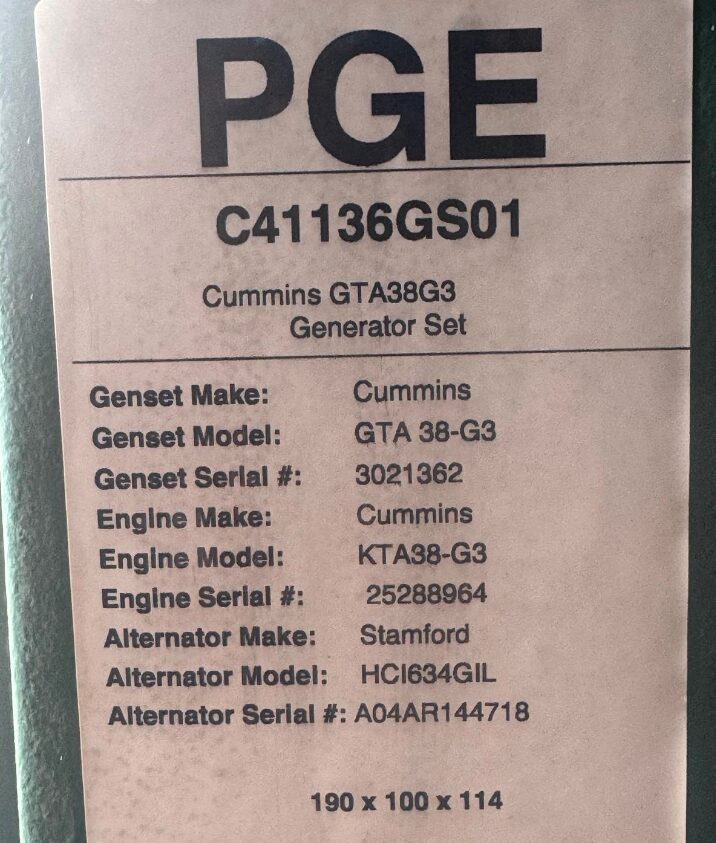 PGE
C41136GS01
Cummins GTA38G3
Generator Set
Genset Make: Cummins
Genset Model: GTA 38-G3
Genset Serial #: 3021362
Engine Make: Cummins
Engine Model: KTA38-G3
Engine Serial #: 25288964
Alternator Make: Stamford
Alternator Model: HCI634GIL
Alternator Serial #: A04AR144718
190 x 100 x 114